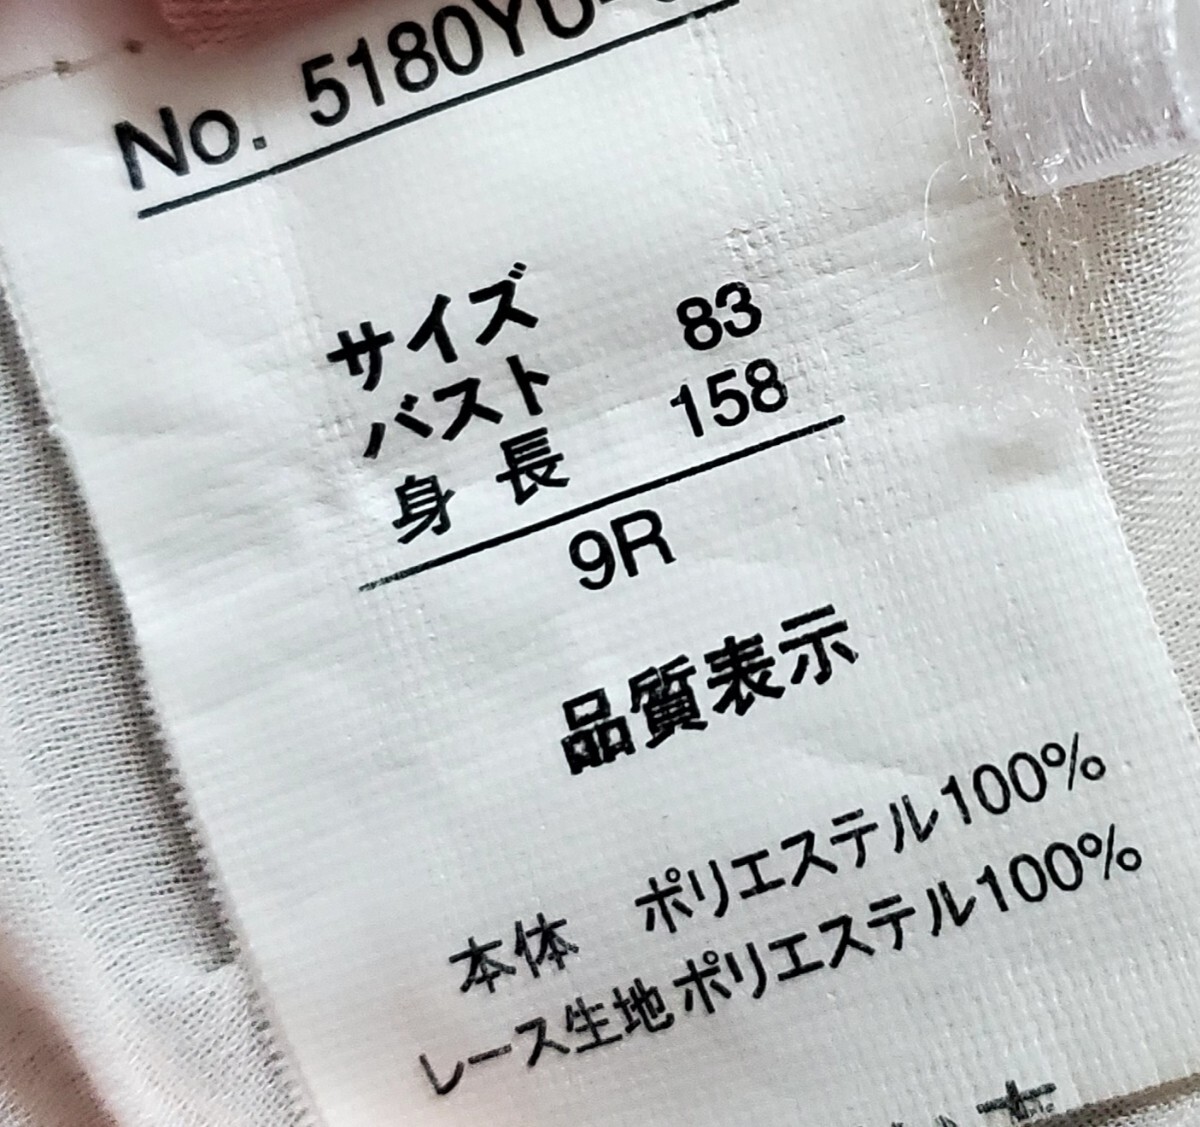 No. 5180YU
サイズ
バスト 83
身長 158
9R
品質表示
本体 ポリエステル100%
レース生地 ポリエステル100%